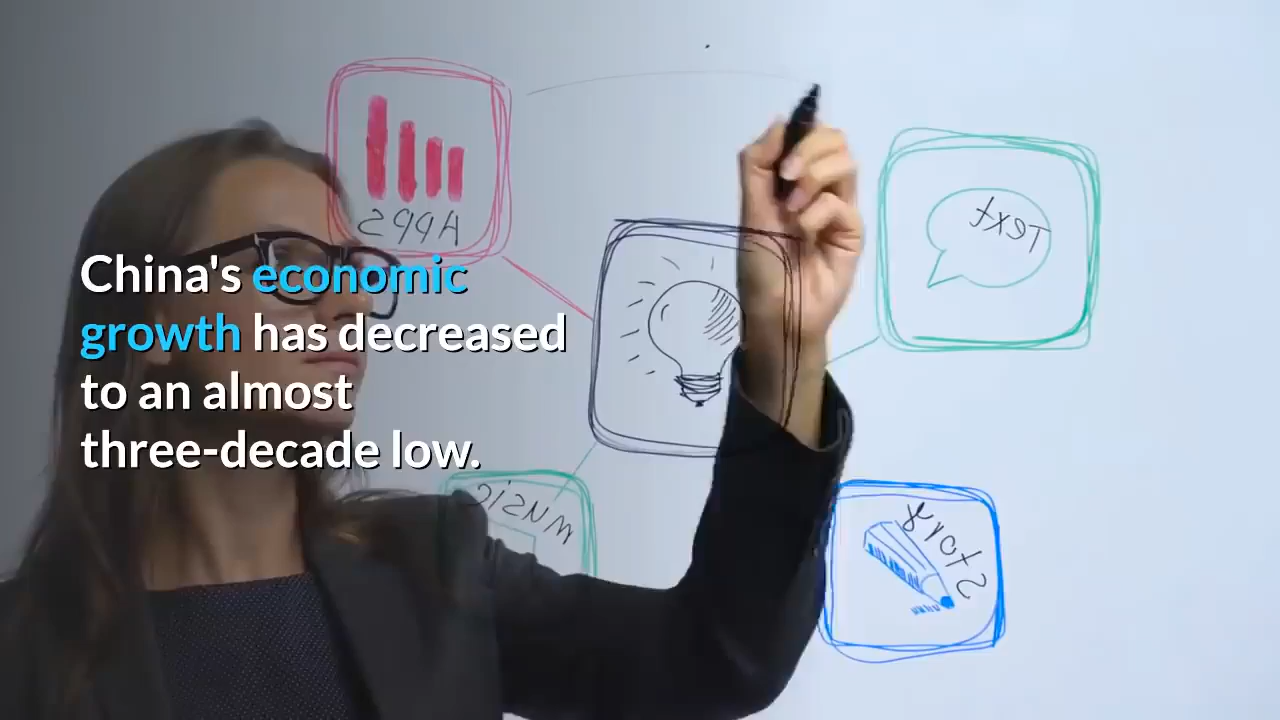 China's economic
growth has decreased
to an almost
three-decade low.
Apps
Text
music
Story